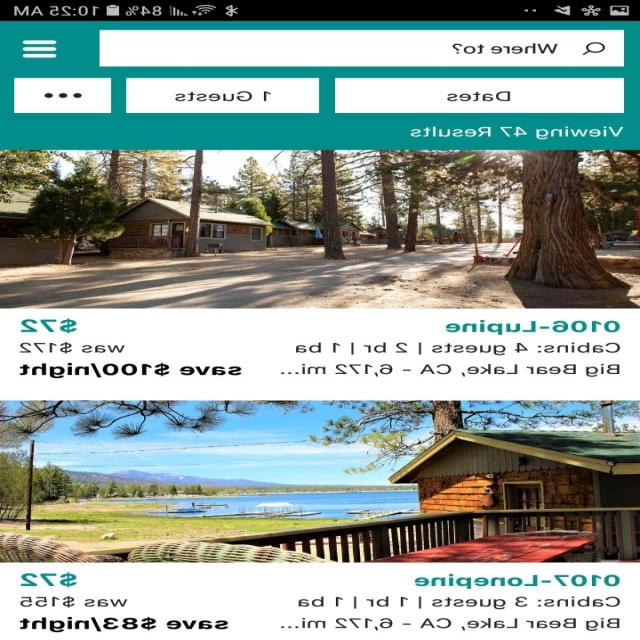 10:25 AM 84%
Where to?
Dates 1 Guests •••
Viewing 47 Results
0106-Lupine $72
Cabins: 4 guests | 2 br | 1 ba was $172
Big Bear Lake, CA - 6,172 mi... save $100/night
0107-Lonepine $72
Cabins: 3 guests | 1 br | 1 ba was $155
Big Bear Lake, CA - 6,172 mi... save $83/night